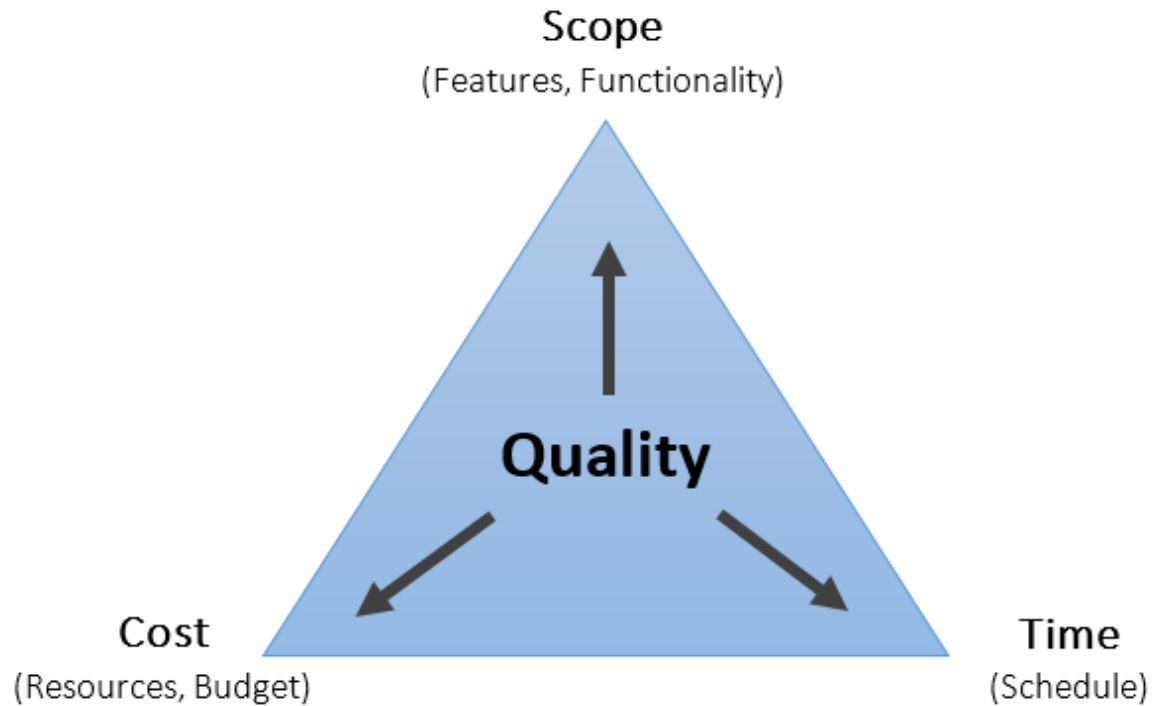 Scope
(Features, Functionality)
Quality
Cost
(Resources, Budget)
Time
(Schedule)